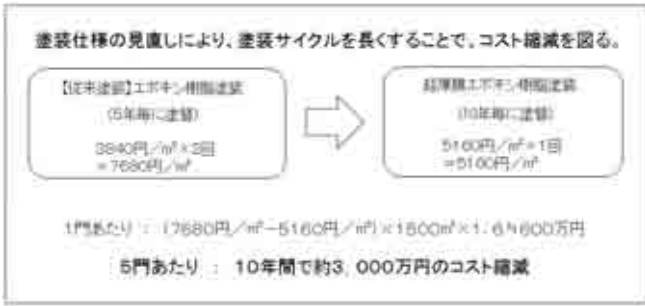 塗装仕様の見直しにより、塗装サイクルを長くすることで、コスト縮減を図る。
【従来塗装】エポキシ樹脂塗装
(5年毎に塗替)
3840円/m²×2回
=7680円/m²
超厚膜エポキシ樹脂塗装
(10年毎に塗替)
5160円/m²×1回
=5160円/m²
1門あたり : (7680円/m²-5160円/m²)×1500m²×1.6≒600万円
5門あたり : 10年間で約3,000万円のコスト縮減